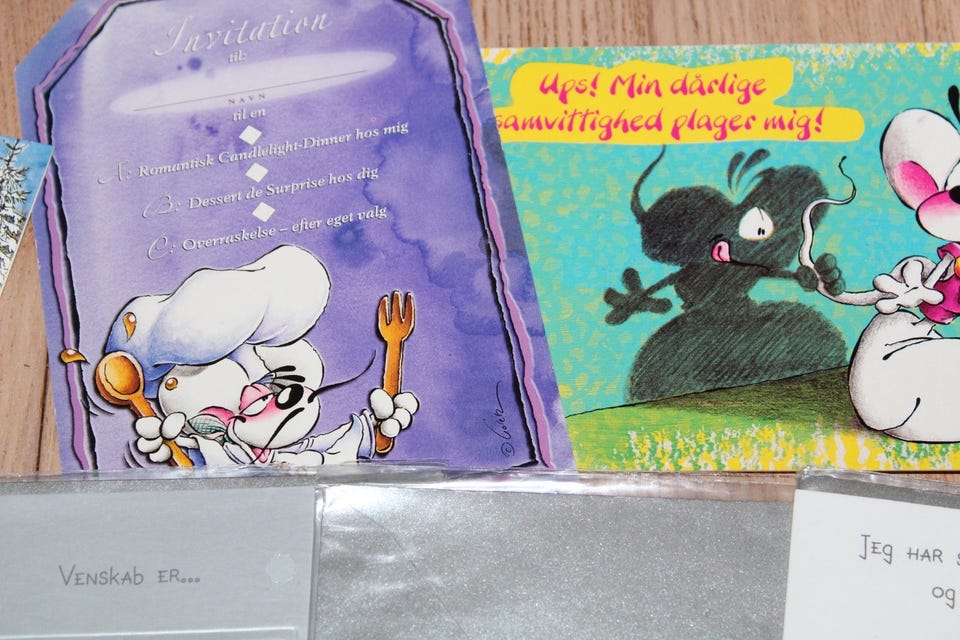 Invitation
til:
NAVN
til en
A: Romantisk Candlelight-Dinner hos mig
B: Dessert de Surprise hos dig
C: Overraskelse – efter eget valg
© Goletz
Ups! Min dårlige
samvittighed plager mig!
Venskab er...
Jeg har s
og